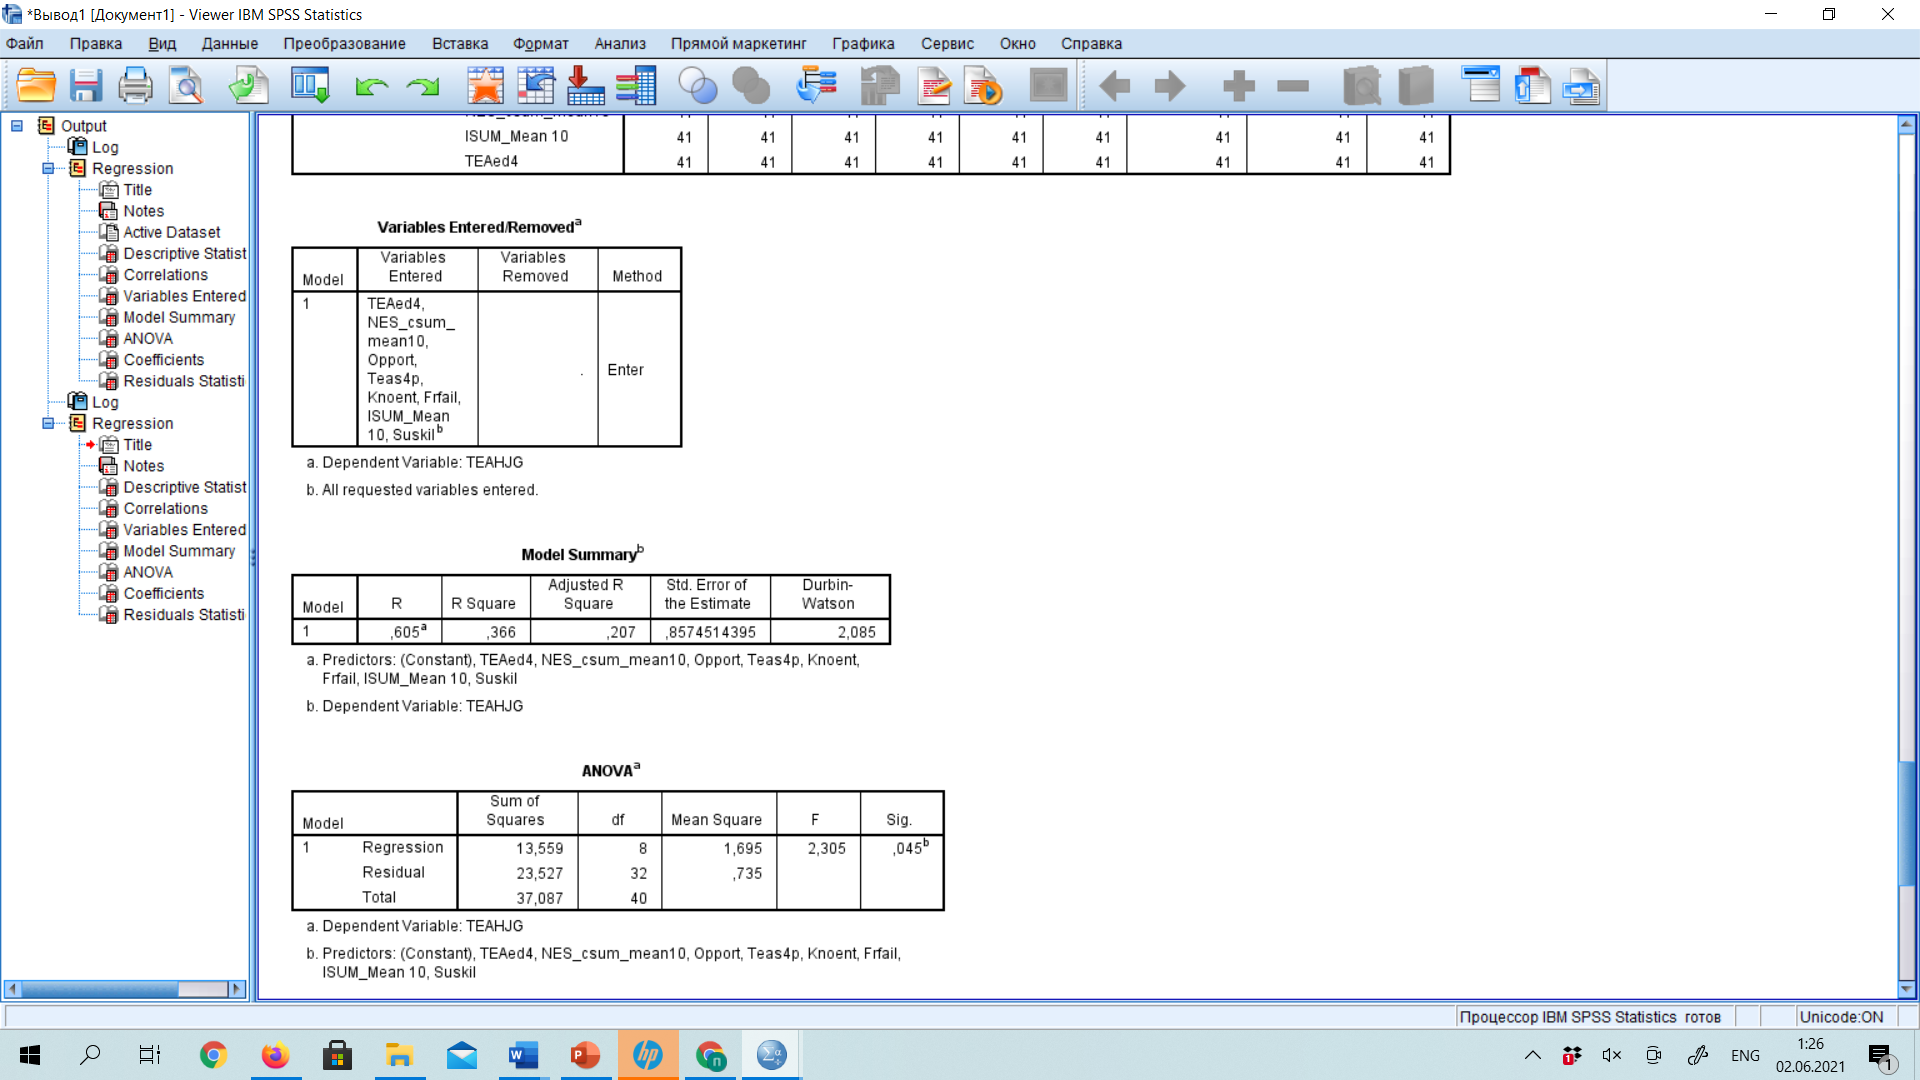 *Вывод1 [Документ1] - Viewer IBM SPSS Statistics
Файл Правка Вид Данные Преобразование Вставка Формат Анализ Прямой маркетинг Графика Сервис Окно Справка
Output
Log
Regression
Title
Notes
Active Dataset
Descriptive Statist
Correlations
Variables Entered
Model Summary
ANOVA
Coefficients
Residuals Statisti
Log
Regression
Title
Notes
Descriptive Statist
Correlations
Variables Entered
Model Summary
ANOVA
Coefficients
Residuals Statisti
ISUM_Mean 10 41 41 41 41 41 41 41 41 41
TEAed4 41 41 41 41 41 41 41 41 41
Variables Entered/Removedᵃ
Model Variables Entered Variables Removed Method
1 TEAed4,
NES_csum_
mean10,
Opport,
Teas4p,
Knoent, Frfail,
ISUM_Mean
10, Suskilᵇ . Enter
a. Dependent Variable: TEAHJG
b. All requested variables entered.
Model Summaryᵇ
Model R R Square Adjusted R Square Std. Error of the Estimate Durbin-Watson
1 ,605ᵃ ,366 ,207 ,8574514395 2,085
a. Predictors: (Constant), TEAed4, NES_csum_mean10, Opport, Teas4p, Knoent,
Frfail, ISUM_Mean 10, Suskil
b. Dependent Variable: TEAHJG
ANOVAᵃ
Model Sum of Squares df Mean Square F Sig.
1 Regression 13,559 8 1,695 2,305 ,045ᵇ
Residual 23,527 32 ,735
Total 37,087 40
a. Dependent Variable: TEAHJG
b. Predictors: (Constant), TEAed4, NES_csum_mean10, Opport, Teas4p, Knoent, Frfail,
ISUM_Mean 10, Suskil
Процессор IBM SPSS Statistics готов Unicode:ON
ENG
1:26
02.06.2021
1